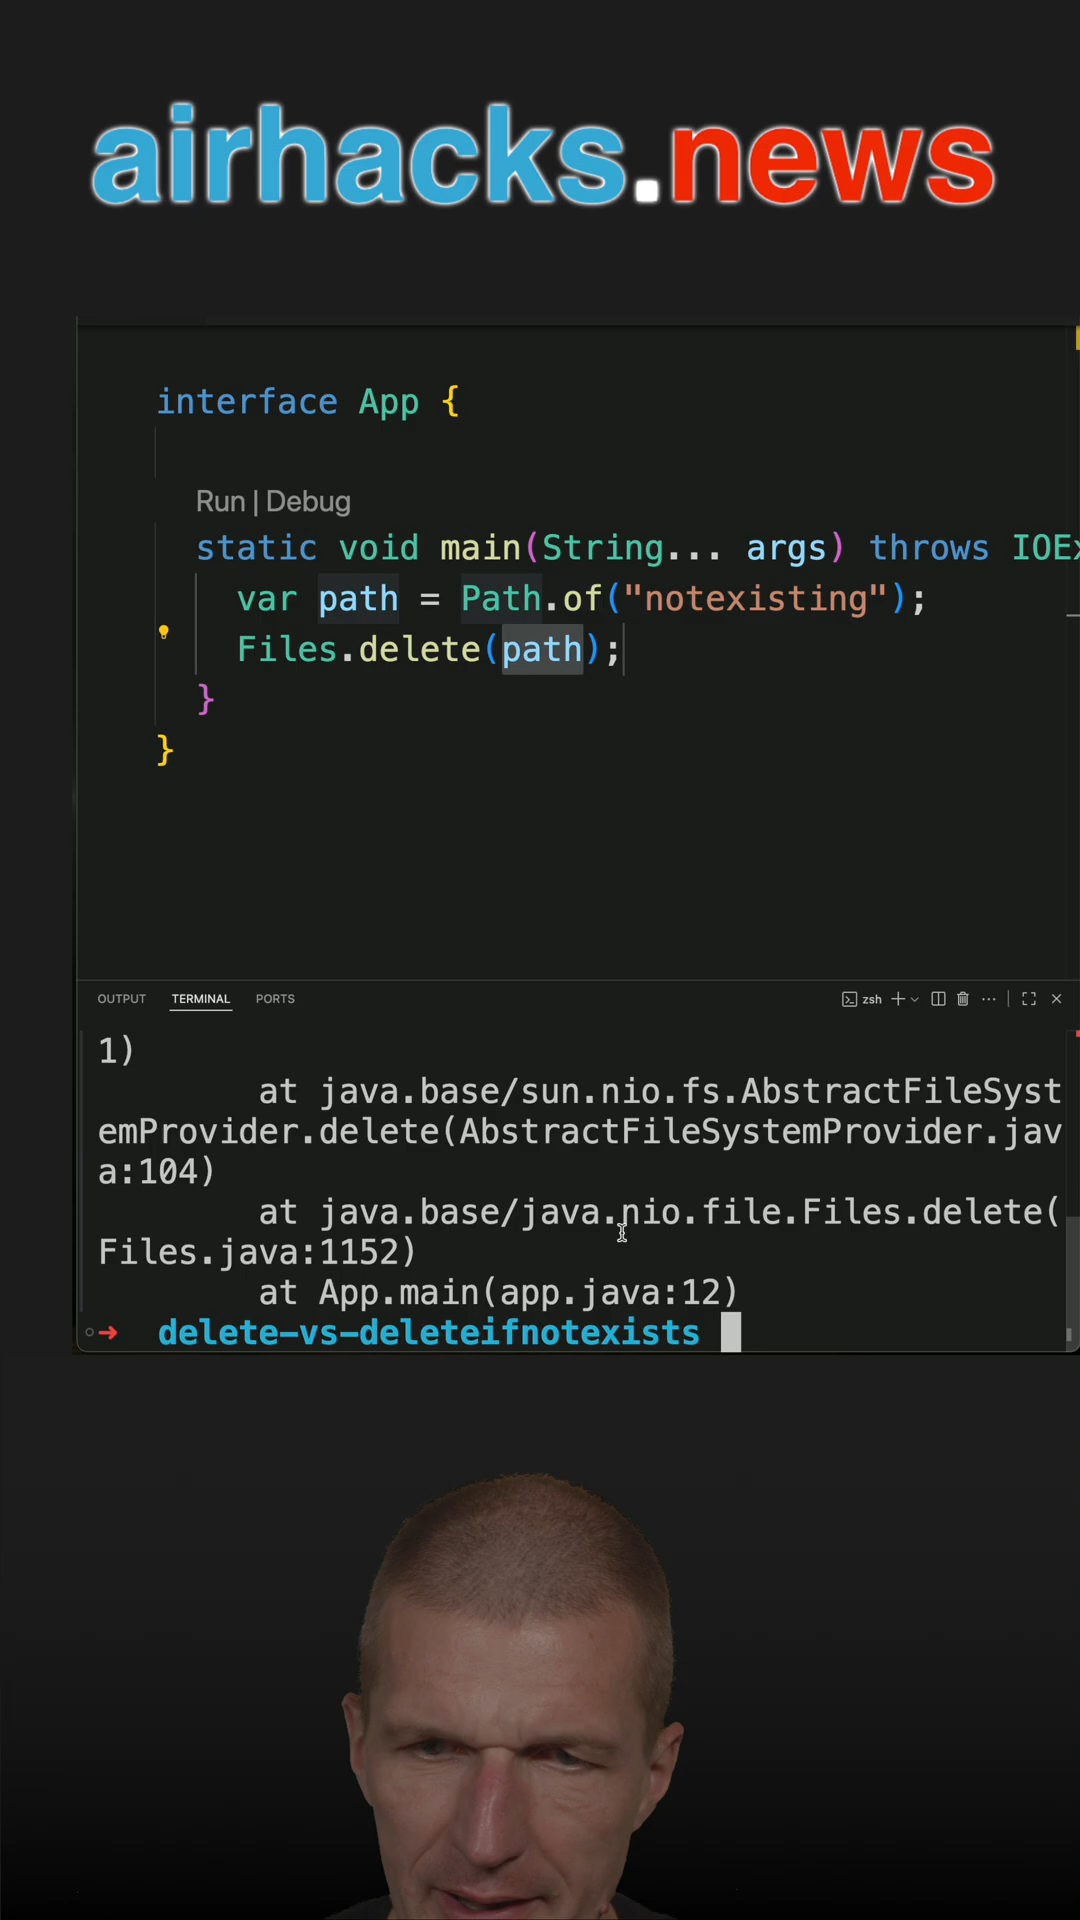 airhacks.news
interface App {
Run | Debug
static void main(String... args) throws IOEx
var path = Path.of("notexisting");
Files.delete(path);
}
}
OUTPUT TERMINAL PORTS zsh
1)
at java.base/sun.nio.fs.AbstractFileSyst
emProvider.delete(AbstractFileSystemProvider.jav
a:104)
at java.base/java.nio.file.Files.delete(
Files.java:1152)
at App.main(app.java:12)
➜ delete-vs-deleteifnotexists